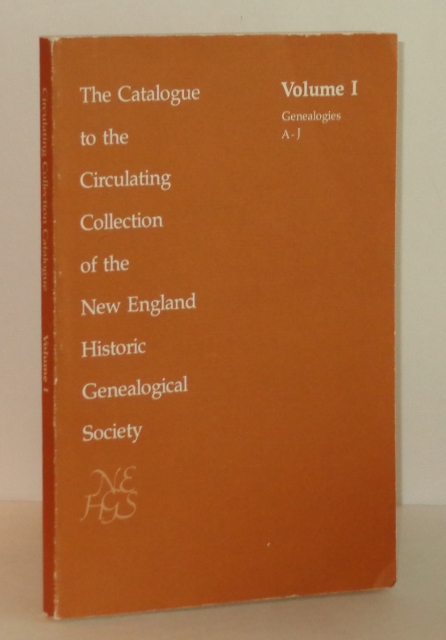 The Catalogue
to the
Circulating
Collection
of the
New England
Historic
Genealogical
Society
NE
HGS
Volume I
Genealogies
A-J
Circulating Collection Catalogue Volume I